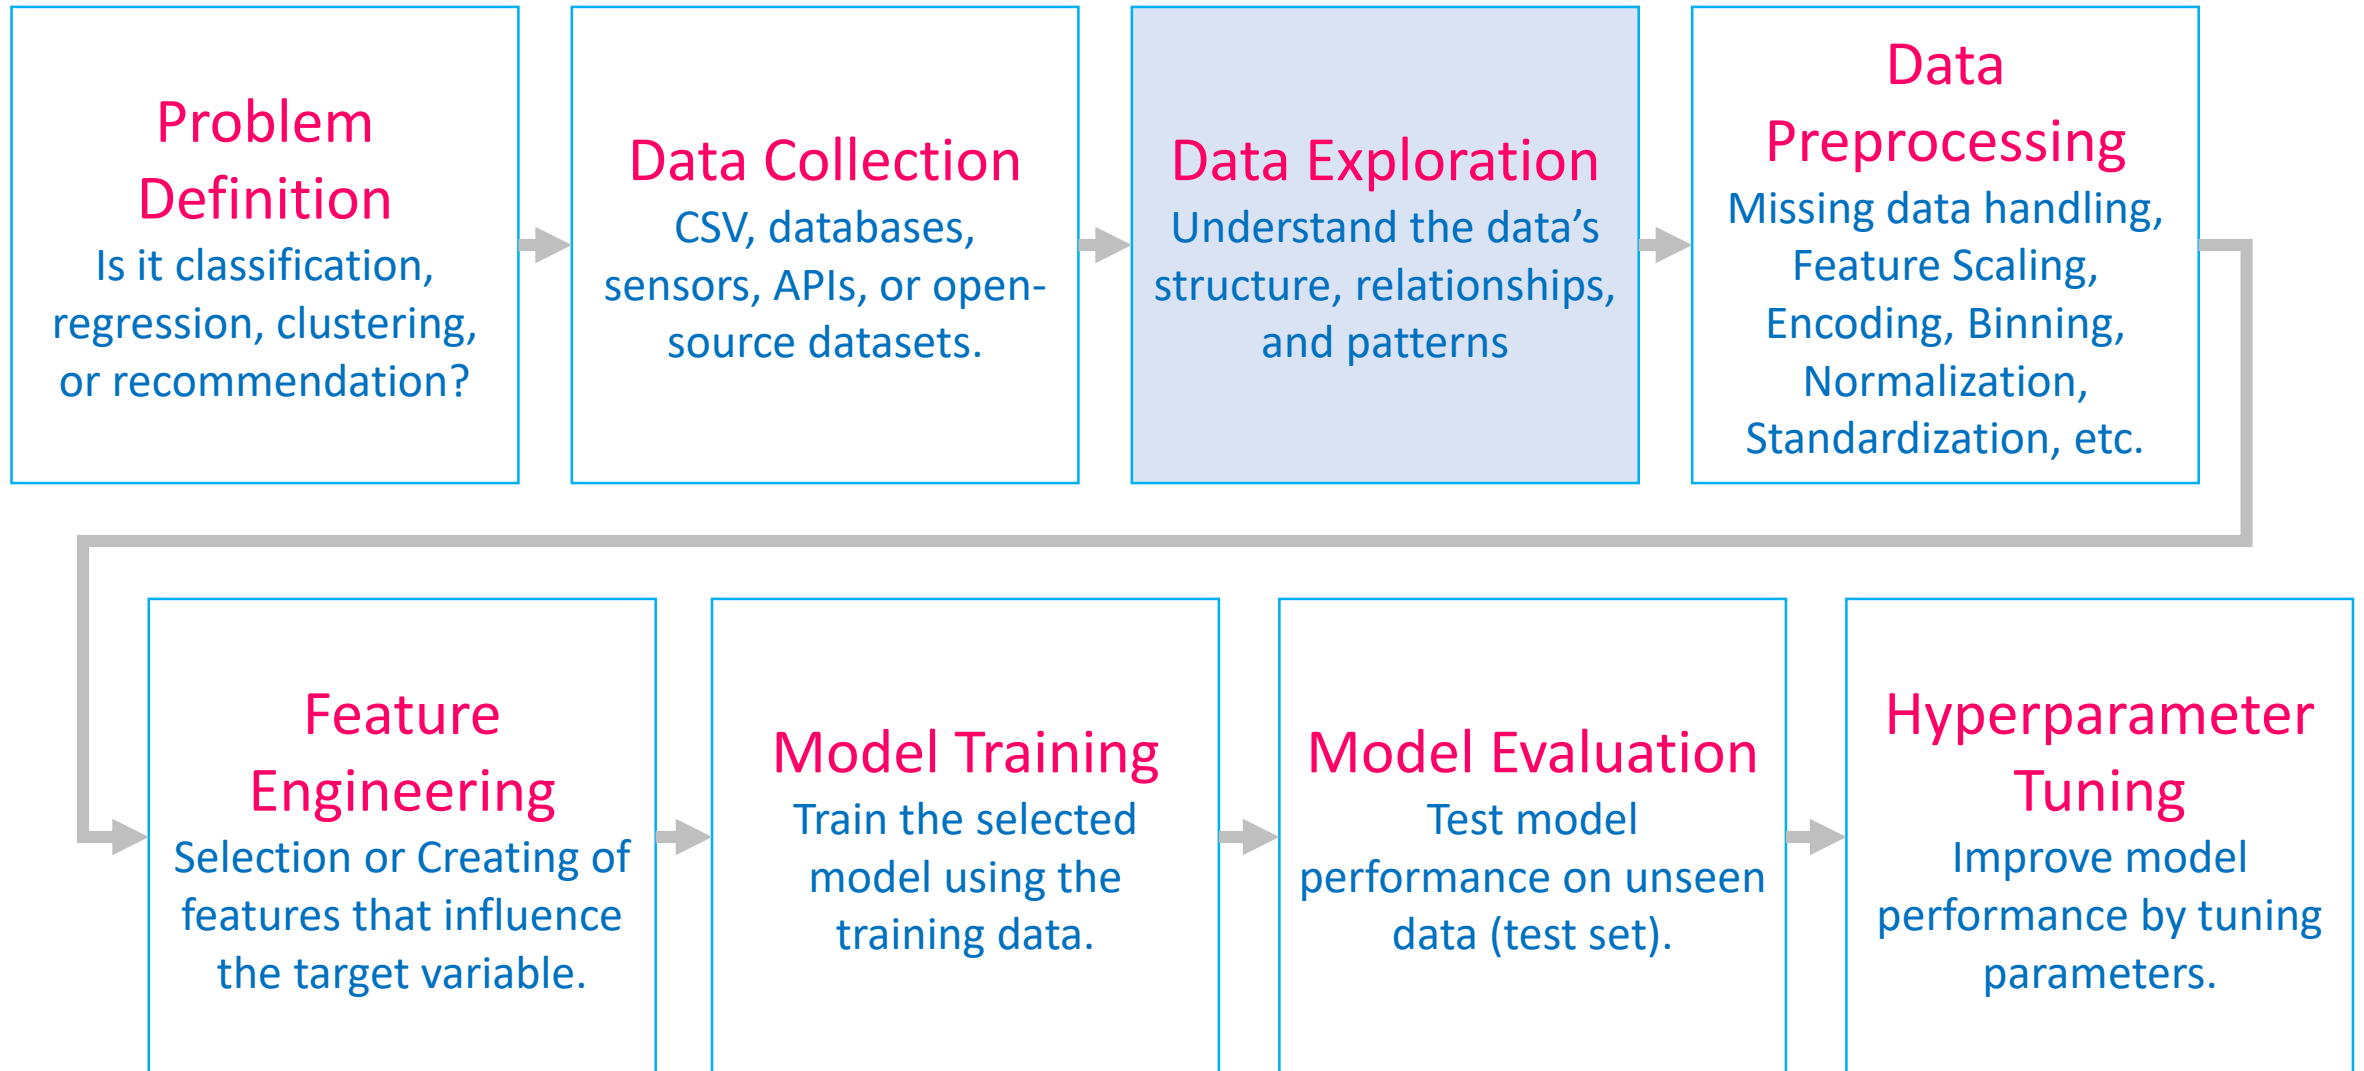 Problem
Definition
Is it classification,
regression, clustering,
or recommendation?
Data Collection
CSV, databases,
sensors, APIs, or open-
source datasets.
Data Exploration
Understand the data’s
structure, relationships,
and patterns
Data
Preprocessing
Missing data handling,
Feature Scaling,
Encoding, Binning,
Normalization,
Standardization, etc.
Feature
Engineering
Selection or Creating of
features that influence
the target variable.
Model Training
Train the selected
model using the
training data.
Model Evaluation
Test model
performance on unseen
data (test set).
Hyperparameter
Tuning
Improve model
performance by tuning
parameters.